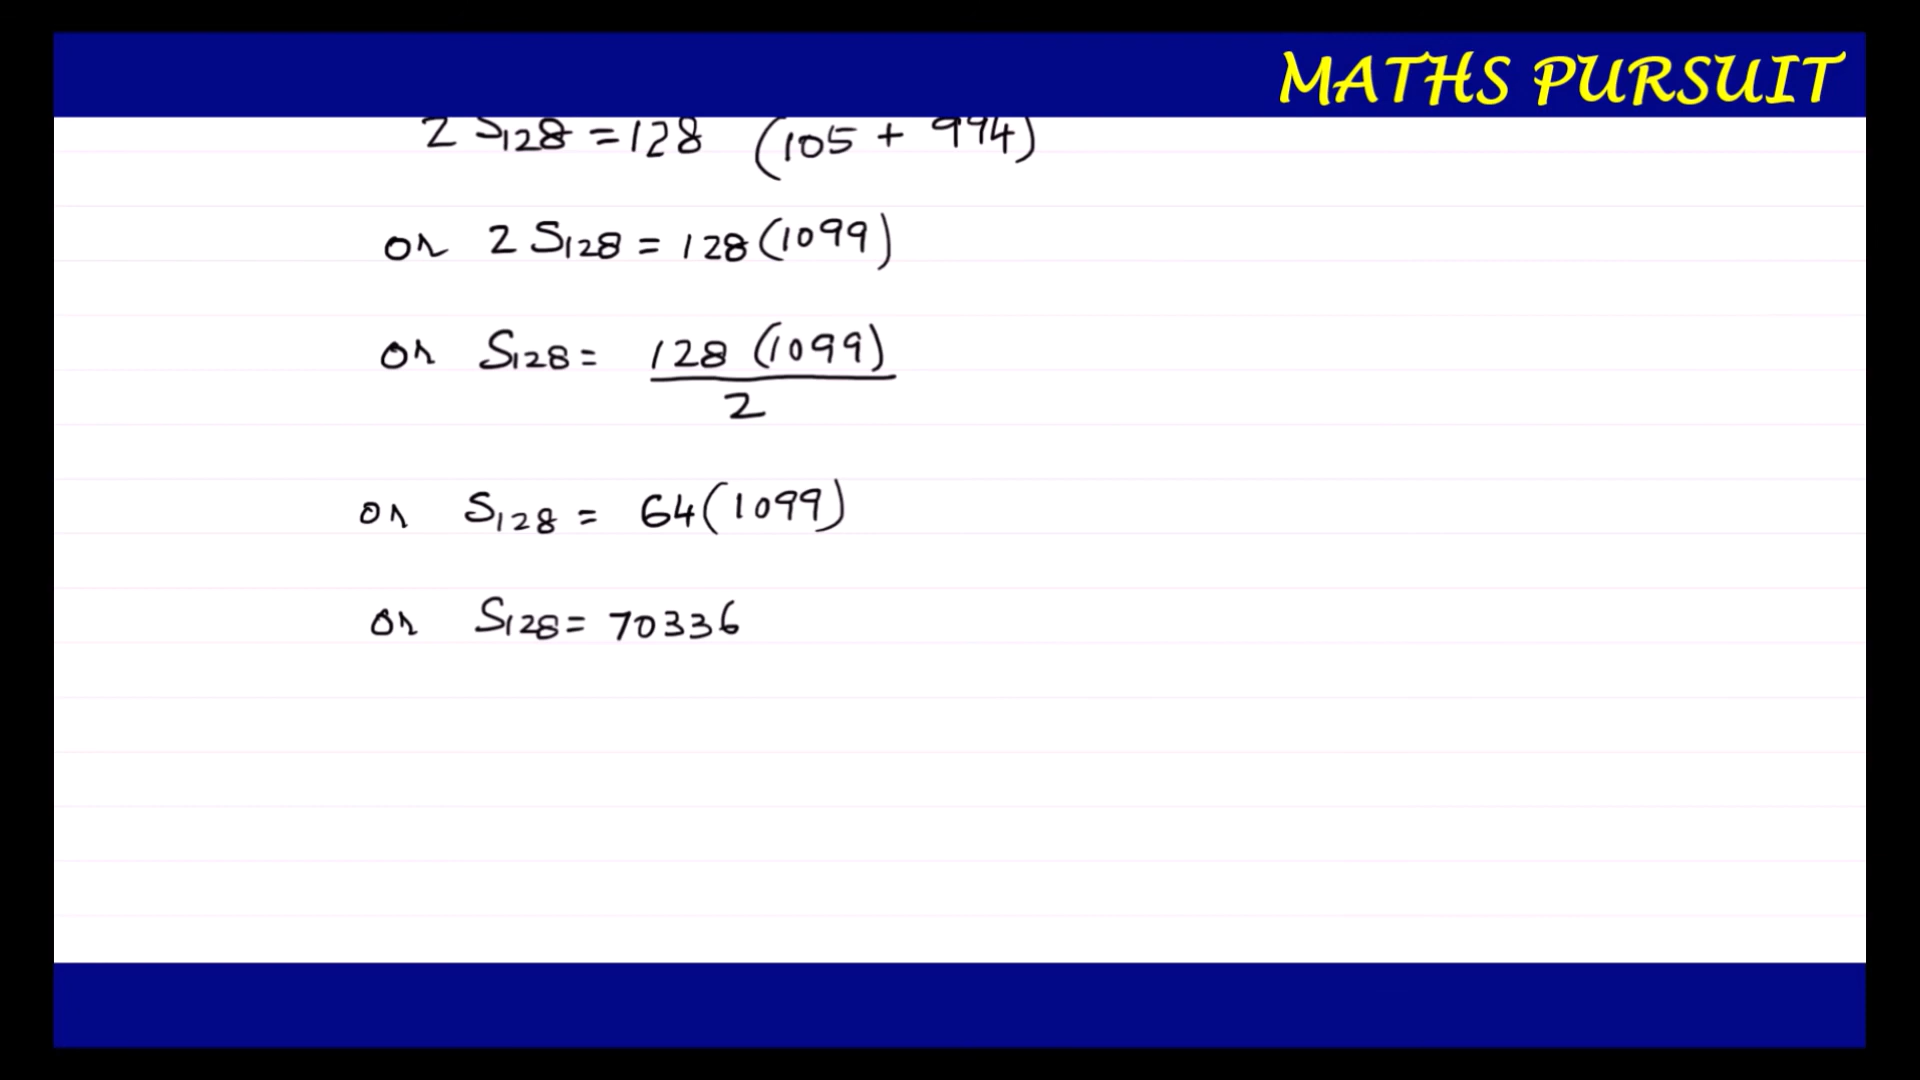 MATHS PURSUIT
2 S128 = 128 (105 + 994)
or 2 S128 = 128 (1099)
or S128 = 128 (1099)
2
or S128 = 64 (1099)
or S128 = 70336